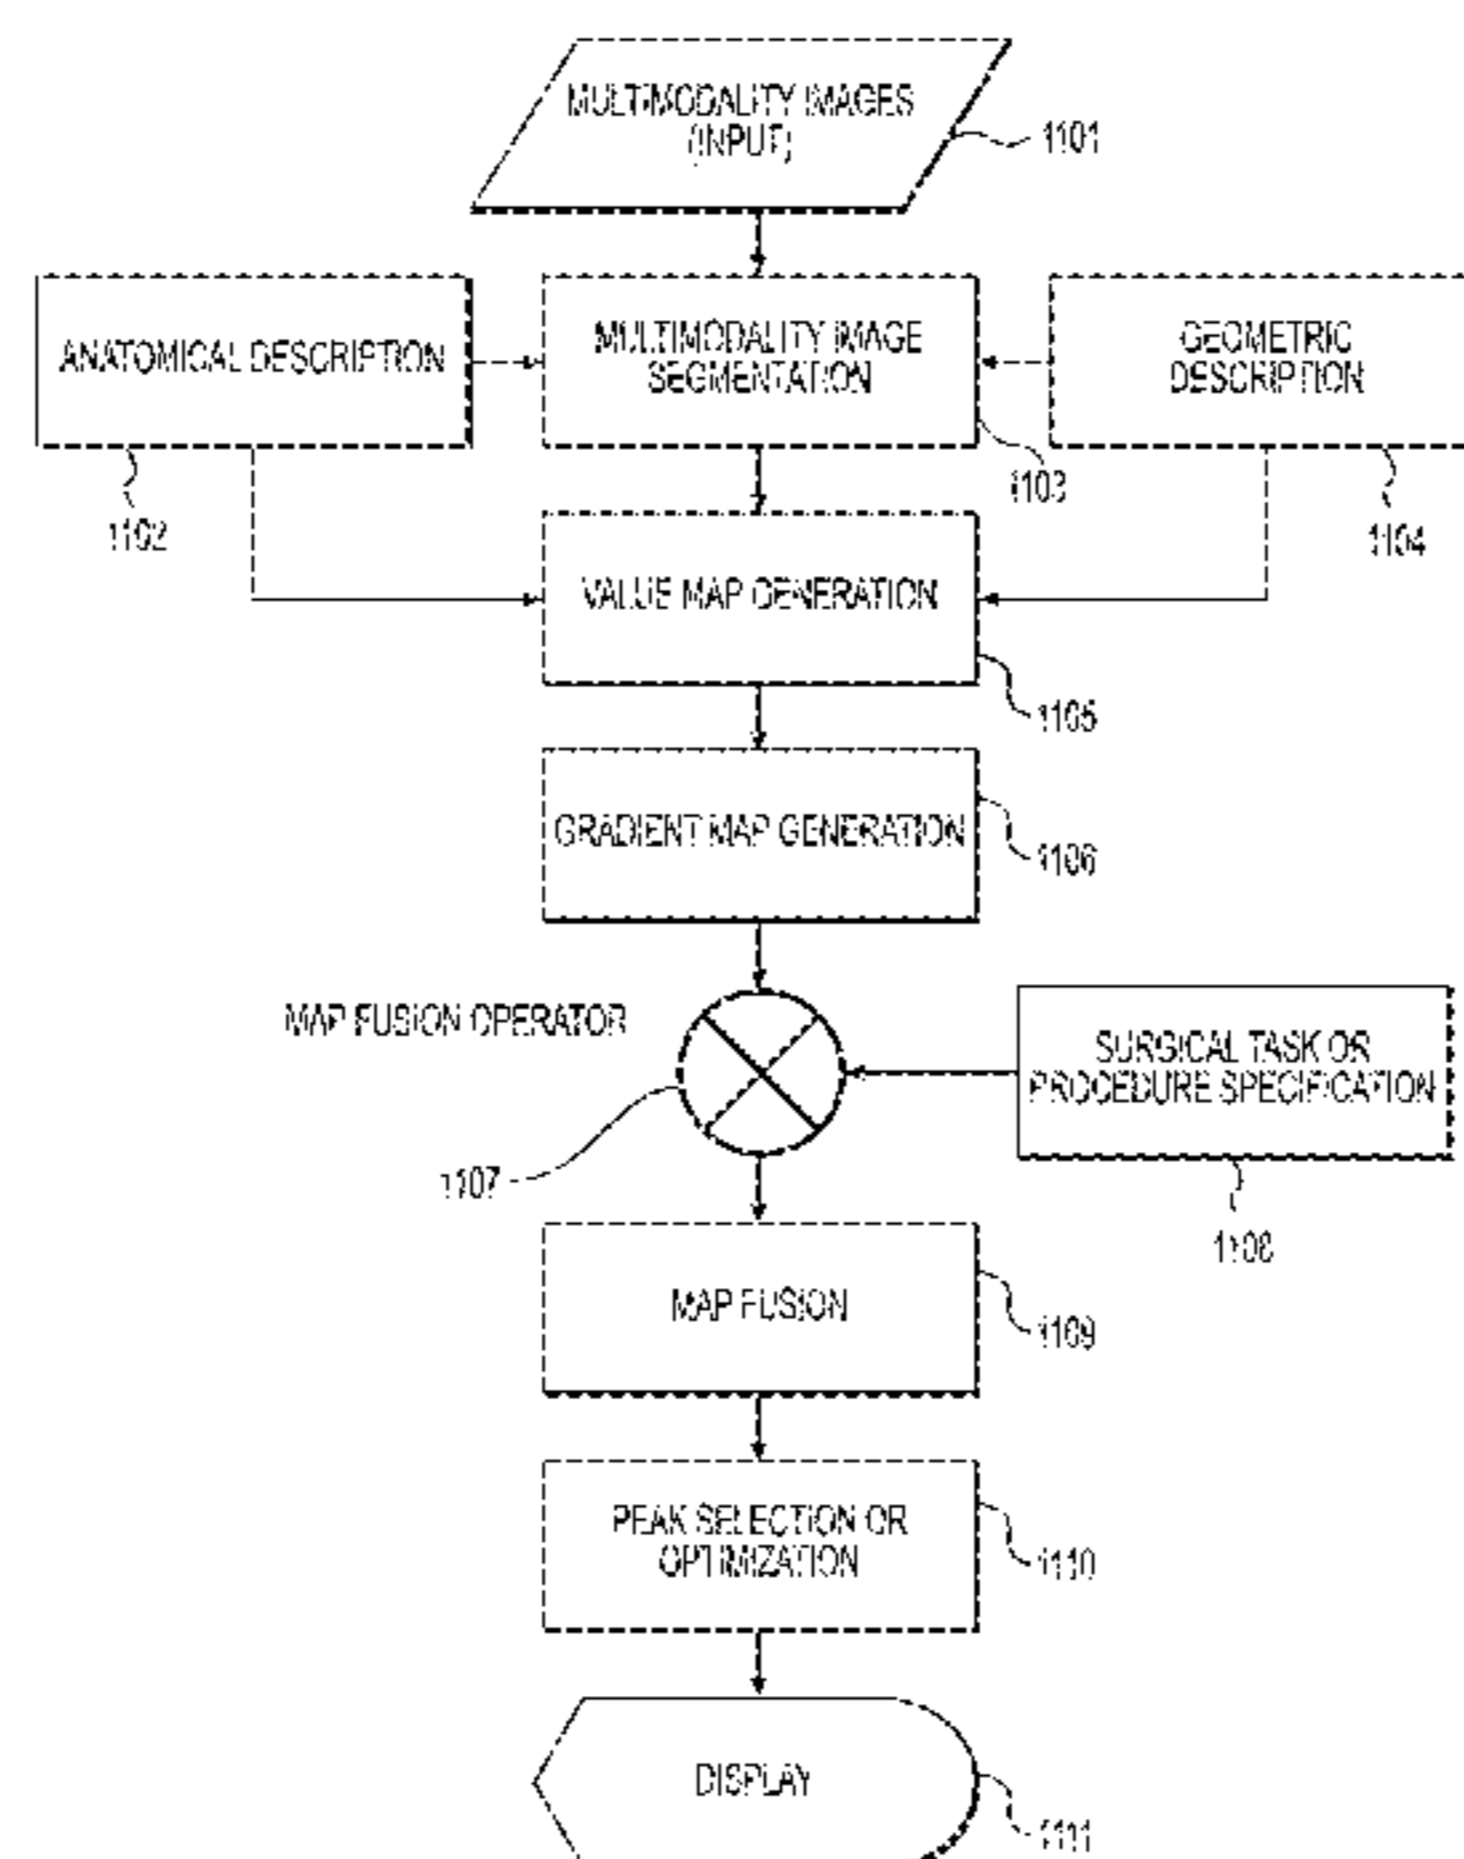 MULTIMODALITY IMAGES
(INPUT)
1101
ANATOMICAL DESCRIPTION
MULTIMODALITY IMAGE
SEGMENTATION
GEOMETRIC
DESCRIPTION
1102
1103
1104
VALUE MAP GENERATION
1105
GRADIENT MAP GENERATION
1106
MAP FUSION OPERATOR
SURGICAL TASK OR
PROCEDURE SPECIFICATION
1107
1108
MAP FUSION
1109
PEAK SELECTION OR
OPTIMIZATION
1110
DISPLAY
1111